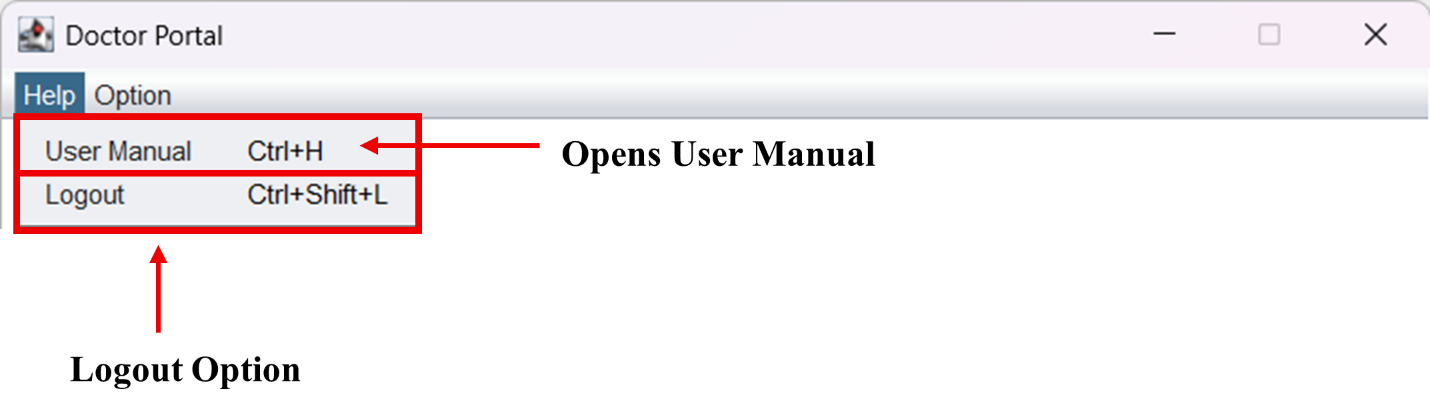 Doctor Portal
Help Option
User Manual Ctrl+H
Opens User Manual
Logout Ctrl+Shift+L
Logout Option